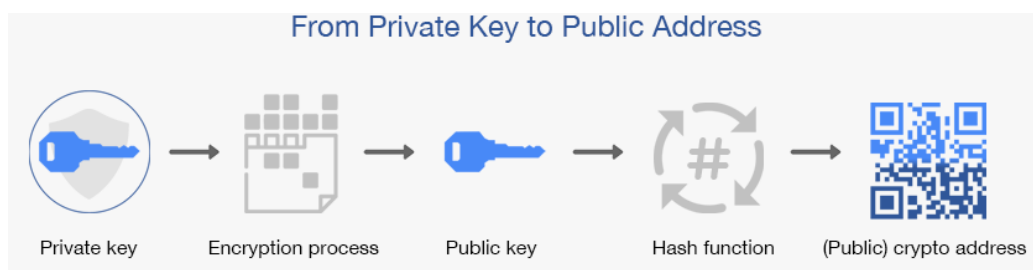 From Private Key to Public Address
#
Private key
Encryption process
Public key
Hash function
(Public) crypto address